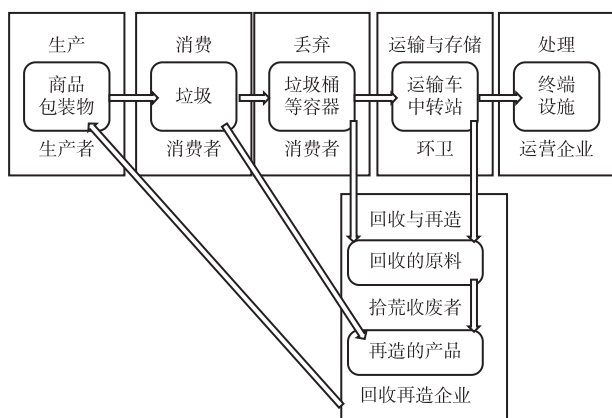 生产
商品
包装物
生产者
消费
垃圾
消费者
丢弃
垃圾桶
等容器
消费者
运输与存储
运输车
中转站
环卫
处理
终端
设施
运营企业
回收与再造
回收的原料
拾荒收废者
再造的产品
回收再造企业